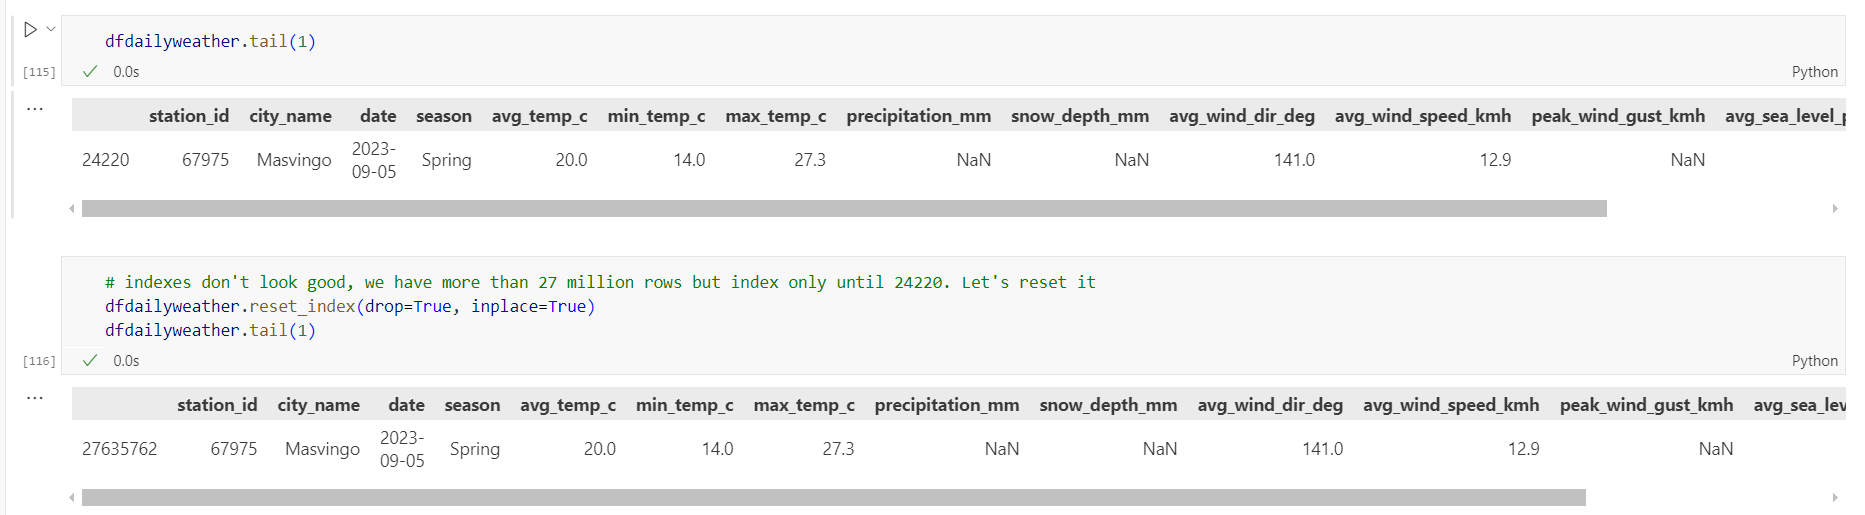 dfdailyweather.tail(1)
[115] 0.0s Python
...
station_id city_name date season avg_temp_c min_temp_c max_temp_c precipitation_mm snow_depth_mm avg_wind_dir_deg avg_wind_speed_kmh peak_wind_gust_kmh avg_sea_level_p
24220 67975 Masvingo 2023-09-05 Spring 20.0 14.0 27.3 NaN NaN 141.0 12.9 NaN
# indexes don't look good, we have more than 27 million rows but index only until 24220. Let's reset it
dfdailyweather.reset_index(drop=True, inplace=True)
dfdailyweather.tail(1)
[116] 0.0s Python
...
station_id city_name date season avg_temp_c min_temp_c max_temp_c precipitation_mm snow_depth_mm avg_wind_dir_deg avg_wind_speed_kmh peak_wind_gust_kmh avg_sea_lev
27635762 67975 Masvingo 2023-09-05 Spring 20.0 14.0 27.3 NaN NaN 141.0 12.9 NaN